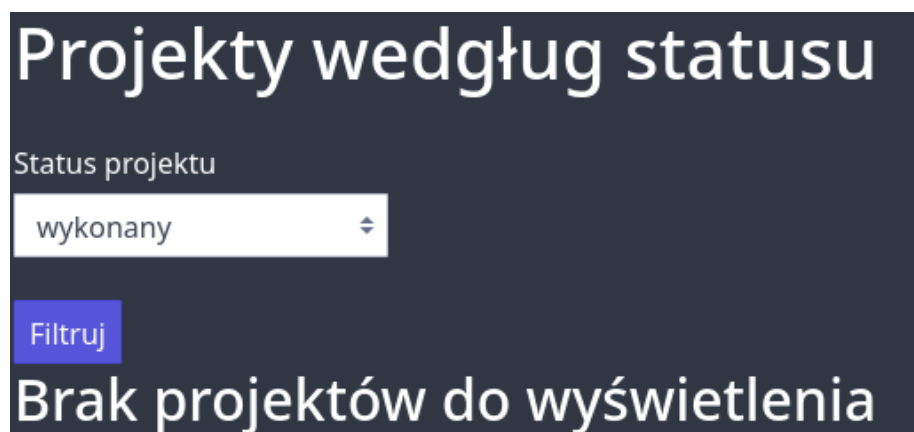 Projekty wedgług statusu
Status projektu
wykonany
Filtruj
Brak projektów do wyświetlenia